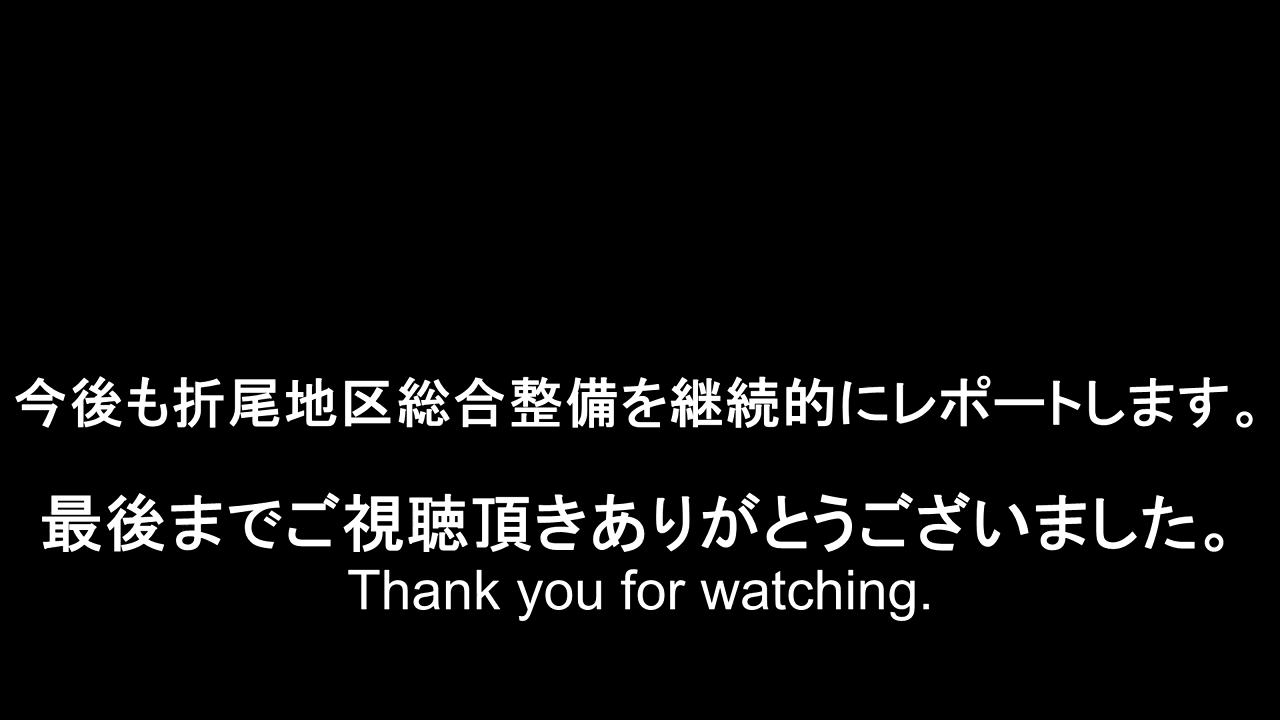 今後も折尾地区総合整備を継続的にレポートします。
最後までご視聴頂きありがとうございました。
Thank you for watching.